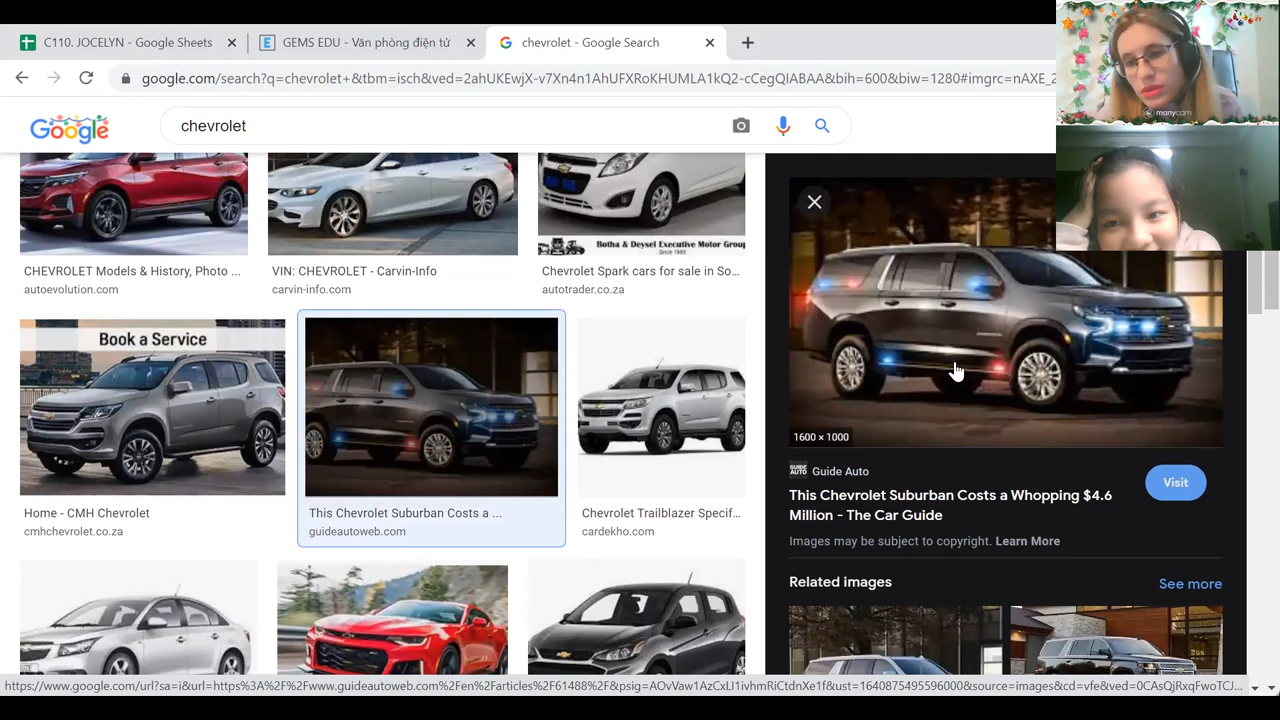 C110. JOCELYN - Google Sheets
GEMS EDU - Văn phòng điện tử
chevrolet - Google Search
google.com/search?q=chevrolet+&tbm=isch&ved=2ahUKEwjX-v7Xn4n1AhUFXRoKHUMLA1kQ2-cCegQIABAA&bih=600&biw=1280#imgrc=nAXE_2
manycam
Google
chevrolet
Botha & Deysel Executive Motor Group
Since 1982
CHEVROLET Models & History, Photo ...
autoevolution.com
VIN: CHEVROLET - Carvin-Info
carvin-info.com
Chevrolet Spark cars for sale in So...
autotrader.co.za
Book a Service
Home - CMH Chevrolet
cmhchevrolet.co.za
This Chevrolet Suburban Costs a ...
guideautoweb.com
Chevrolet Trailblazer Specif...
cardekho.com
1600 × 1000
GUIDE AUTO
Guide Auto
Visit
This Chevrolet Suburban Costs a Whopping $4.6
Million - The Car Guide
Images may be subject to copyright. Learn More
Related images
See more
https://www.google.com/url?sa=i&url=https%3A%2F%2Fwww.guideautoweb.com%2Fen%2Farticles%2F61488%2F&psig=AOvVaw1AzCxLI1ivhmRiCtdnXe1f&ust=1640875495596000&source=images&cd=vfe&ved=0CAsQjRxqFwoTCJ...